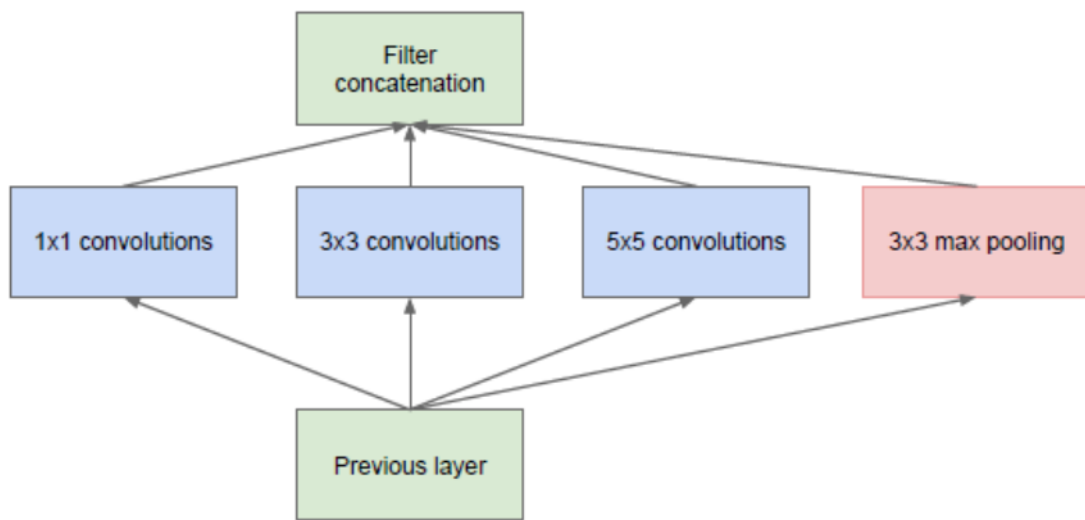 Filter
concatenation
1x1 convolutions
3x3 convolutions
5x5 convolutions
3x3 max pooling
Previous layer